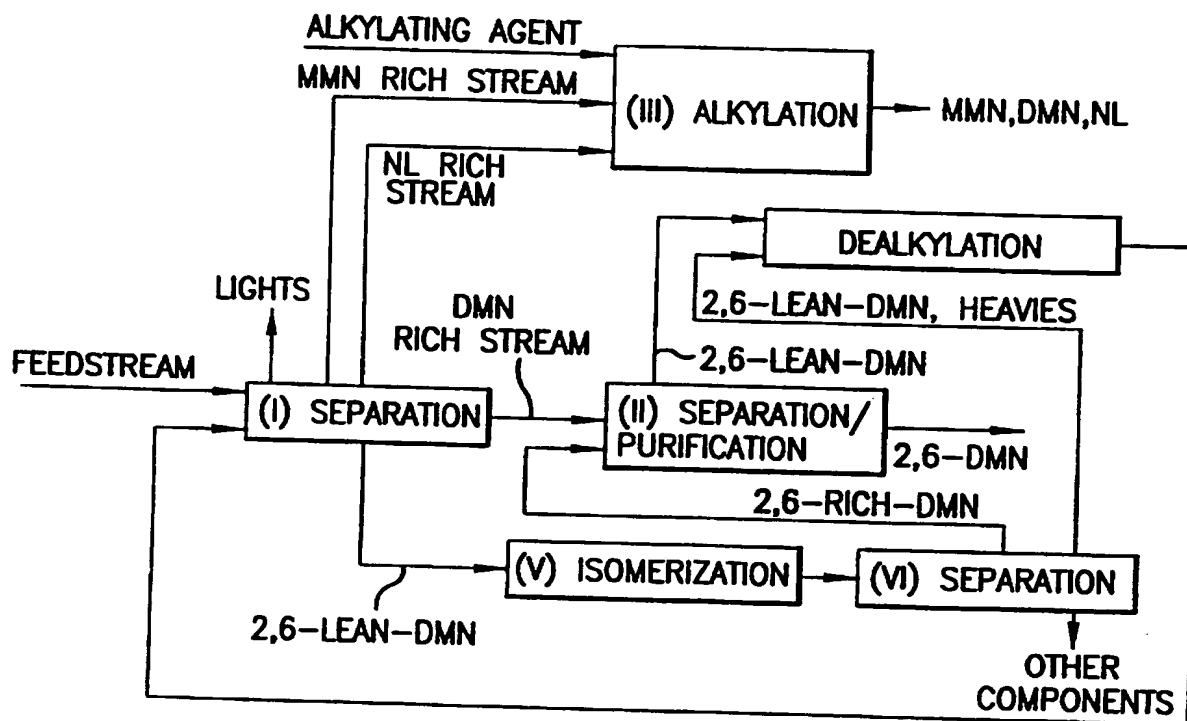 ALKYLATING AGENT
MMN RICH STREAM
(III) ALKYLATION
MMN,DMN,NL
NL RICH
STREAM
DEALKYLATION
LIGHTS
2,6-LEAN-DMN, HEAVIES
DMN
RICH STREAM
2,6-LEAN-DMN
FEEDSTREAM
(I) SEPARATION
(II) SEPARATION/
PURIFICATION
2,6-DMN
2,6-RICH-DMN
(V) ISOMERIZATION
(VI) SEPARATION
2,6-LEAN-DMN
OTHER
COMPONENTS